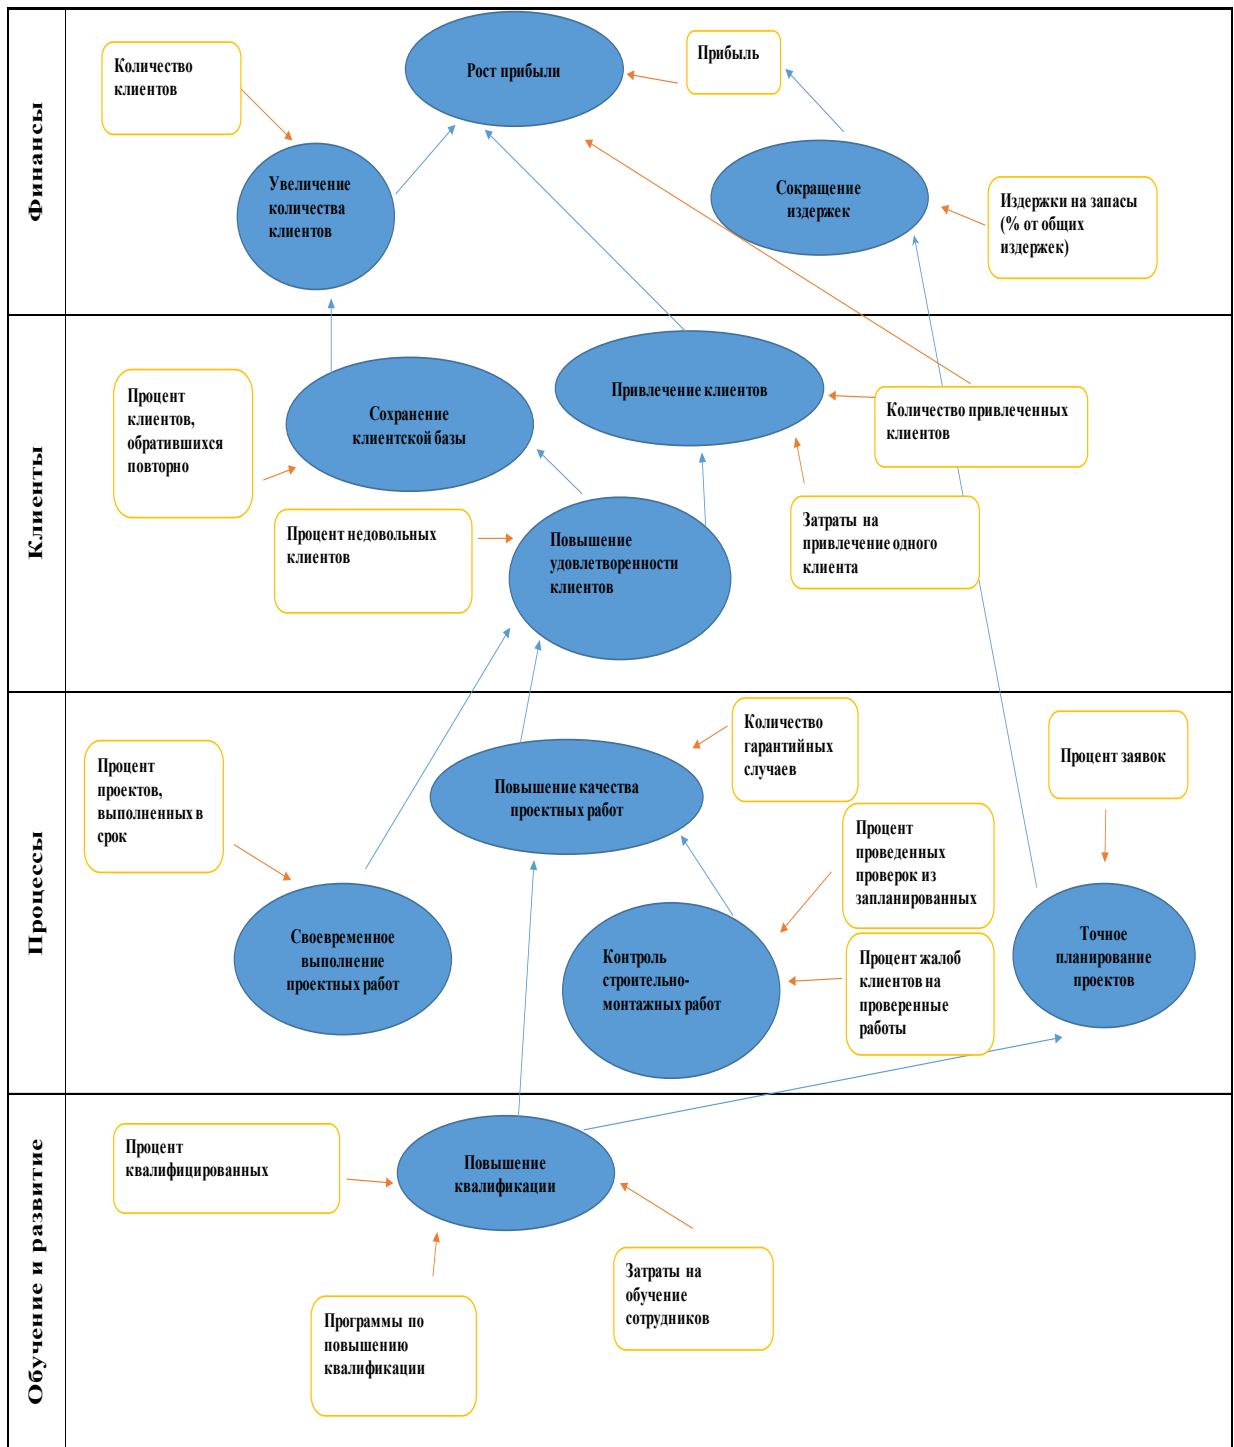 Финансы
Количество
клиентов
Рост прибыли
Прибыль
Увеличение
количества
клиентов
Сокращение
издержек
Издержки на запасы
(% от общих
издержек)
Клиенты
Процент
клиентов,
обратившихся
повторно
Сохранение
клиентской базы
Привлечение клиентов
Количество привлеченных
клиентов
Процент недовольных
клиентов
Повышение
удовлетворенности
клиентов
Затраты на
привлечение одного
клиента
Процессы
Процент
проектов,
выполненных в
срок
Повышение качества
проектных работ
Количество
гарантийных
случаев
Процент заявок
Процент
проведенных
проверок из
запланированных
Своевременное
выполнение
проектных работ
Контроль
строительно-
монтажных работ
Процент жалоб
клиентов на
проверенные
работы
Точное
планирование
проектов
Обучение и развитие
Процент
квалифицированных
Повышение
квалификации
Программы по
повышению
квалификации
Затраты на
обучение
сотрудников